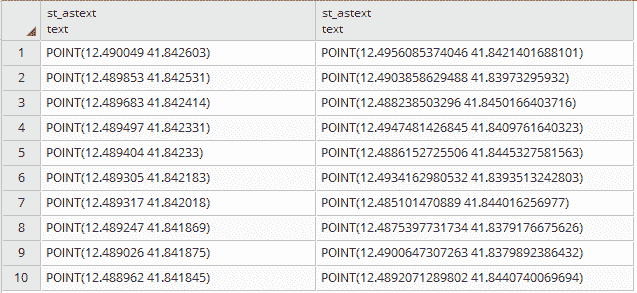 st_astext st_astext
text text
1 POINT(12.490049 41.842603) POINT(12.4956085374046 41.8421401688101)
2 POINT(12.489853 41.842531) POINT(12.4903858629488 41.83973295932)
3 POINT(12.489683 41.842414) POINT(12.488238503296 41.8450166403716)
4 POINT(12.489497 41.842331) POINT(12.4947481426845 41.8409761640323)
5 POINT(12.489404 41.84233) POINT(12.4886152725506 41.8445327581563)
6 POINT(12.489305 41.842183) POINT(12.4934162980532 41.8393513242803)
7 POINT(12.489317 41.842018) POINT(12.485101470889 41.844016256977)
8 POINT(12.489247 41.841869) POINT(12.4875397731734 41.8379176675626)
9 POINT(12.489026 41.841875) POINT(12.4900647307263 41.8379892386432)
10 POINT(12.488962 41.841845) POINT(12.4892071289802 41.8440740069694)